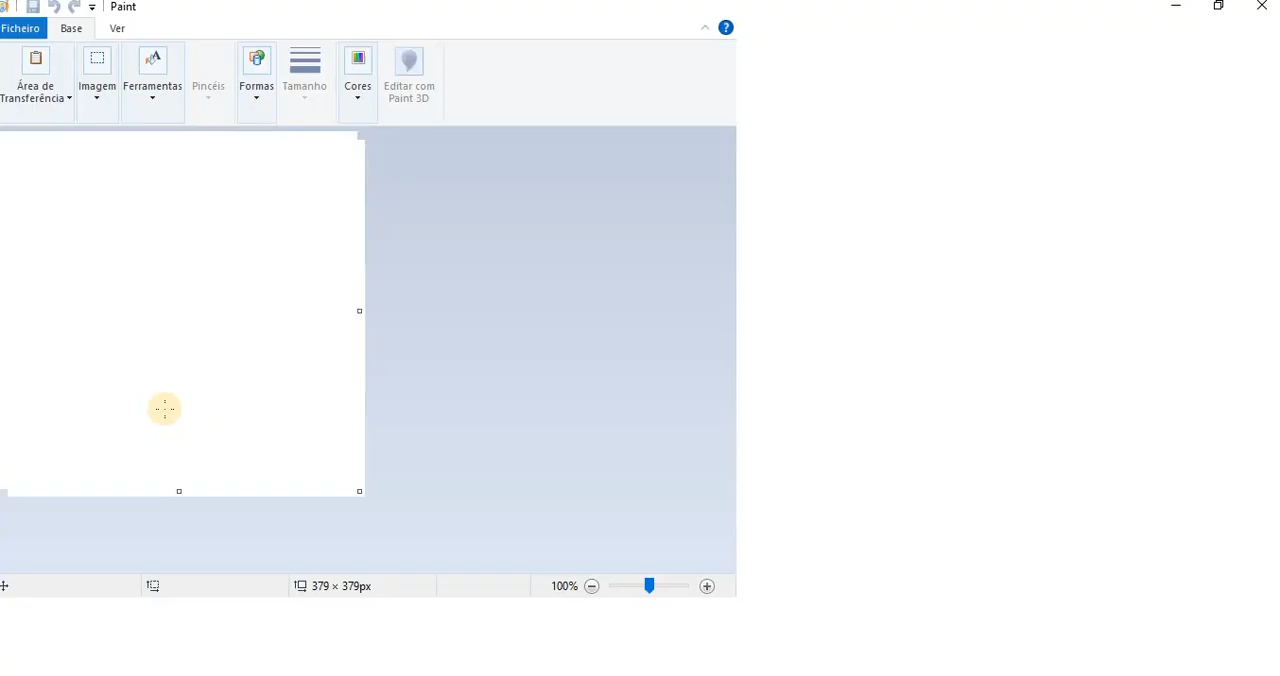 Paint
Ficheiro Base Ver
Área de Transferência Imagem Ferramentas Pincéis Formas Tamanho Cores Editar com Paint 3D
379 × 379px 100%